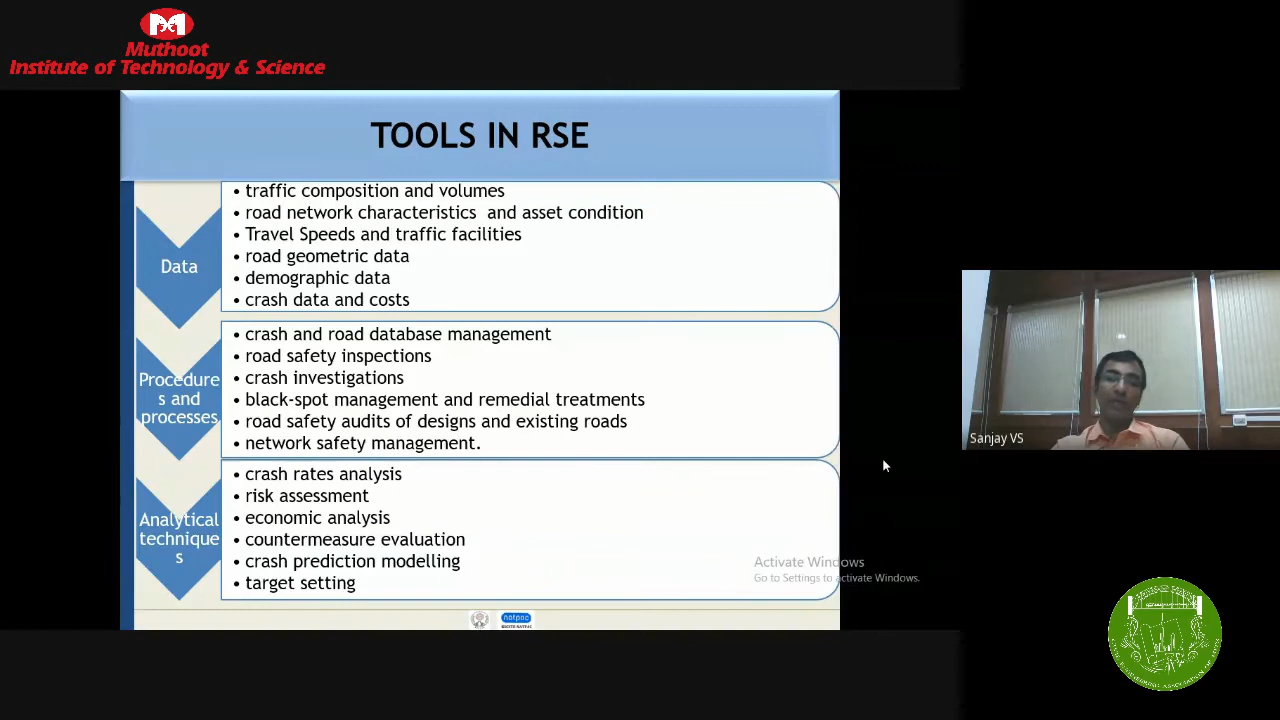 Muthoot
Institute of Technology & Science
TOOLS IN RSE
Data
• traffic composition and volumes
• road network characteristics  and asset condition
• Travel Speeds and traffic facilities
• road geometric data
• demographic data
• crash data and costs
Procedure
s and
processes
• crash and road database management
• road safety inspections
• crash investigations
• black-spot management and remedial treatments
• road safety audits of designs and existing roads
• network safety management.
Analytical
technique
s
• crash rates analysis
• risk assessment
• economic analysis
• countermeasure evaluation
• crash prediction modelling
• target setting
Sanjay VS
Activate Windows
Go to Settings to activate Windows.
natpac